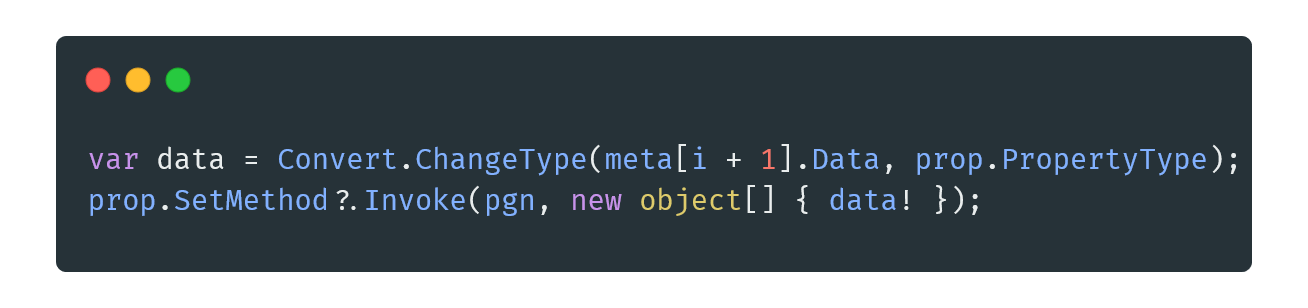 var data = Convert.ChangeType(meta[i + 1].Data, prop.PropertyType);
prop.SetMethod?.Invoke(pgn, new object[] { data! });